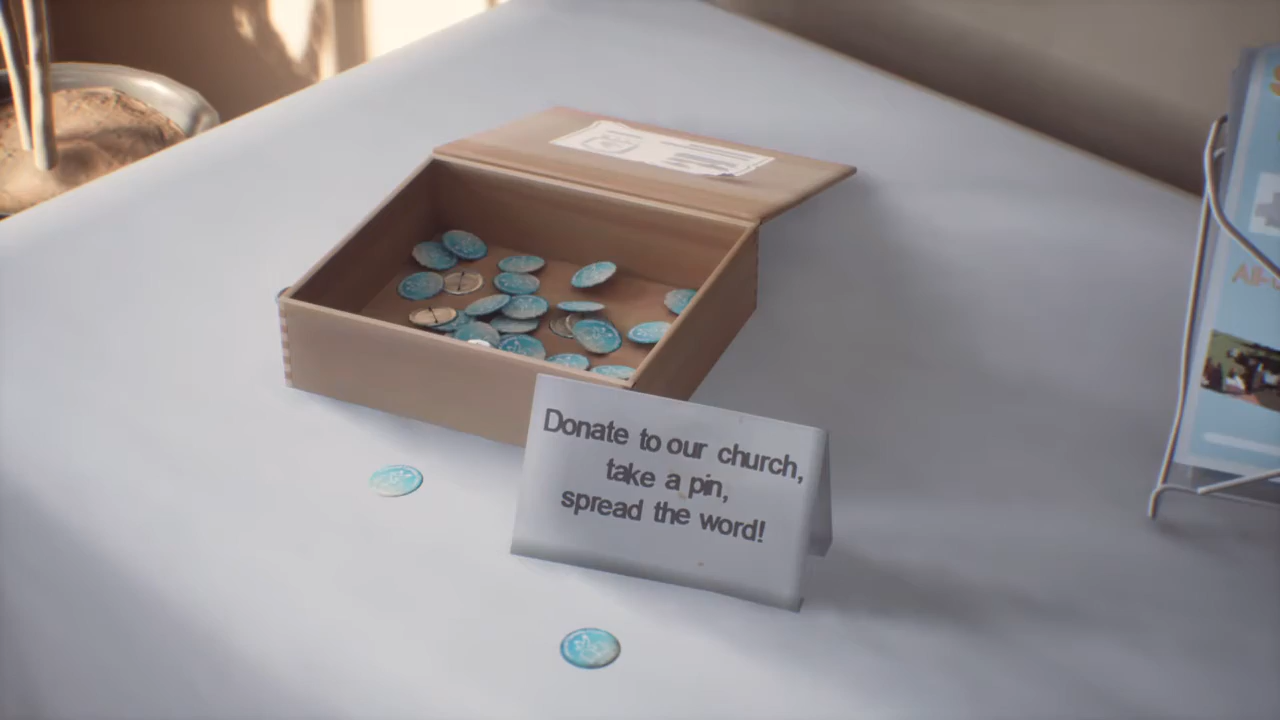 Donate to our church,
take a pin,
spread the word!